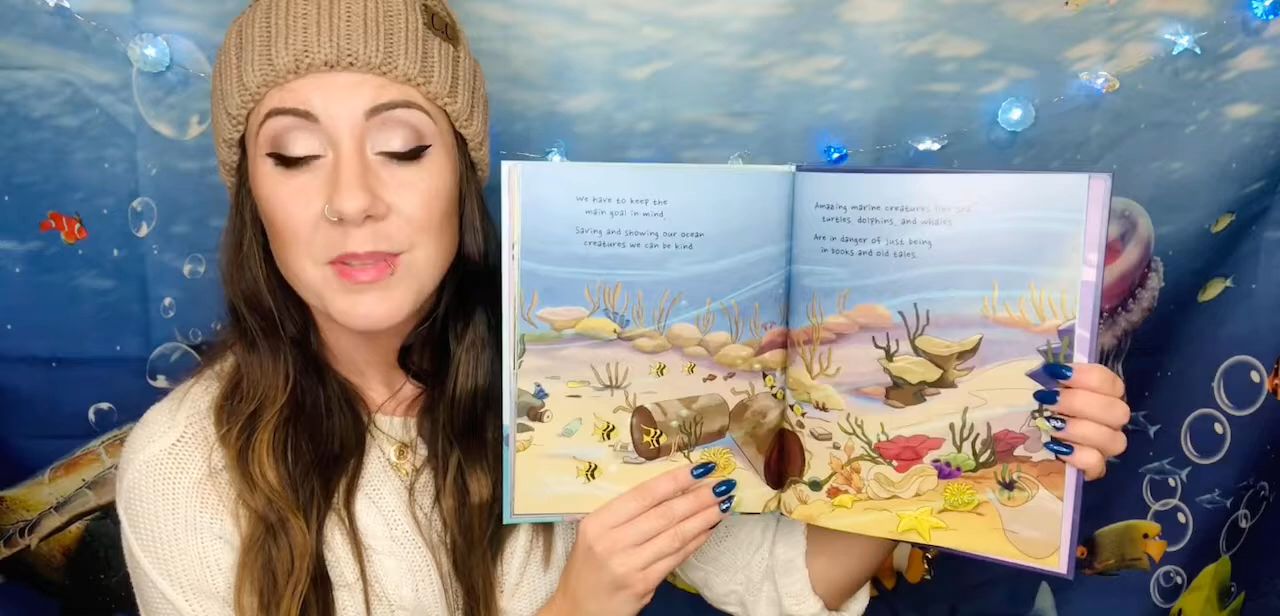 We have to keep the
main goal in mind,
Saving and showing our ocean
creatures we can be kind.
Amazing marine creatures like sea
turtles, dolphins, and whales
Are in danger of just being
in books and old tales.